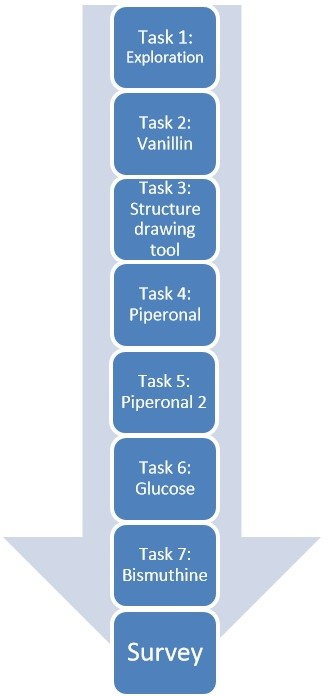 Task 1:
Exploration
Task 2:
Vanillin
Task 3:
Structure
drawing
tool
Task 4:
Piperonal
Task 5:
Piperonal 2
Task 6:
Glucose
Task 7:
Bismuthine
Survey